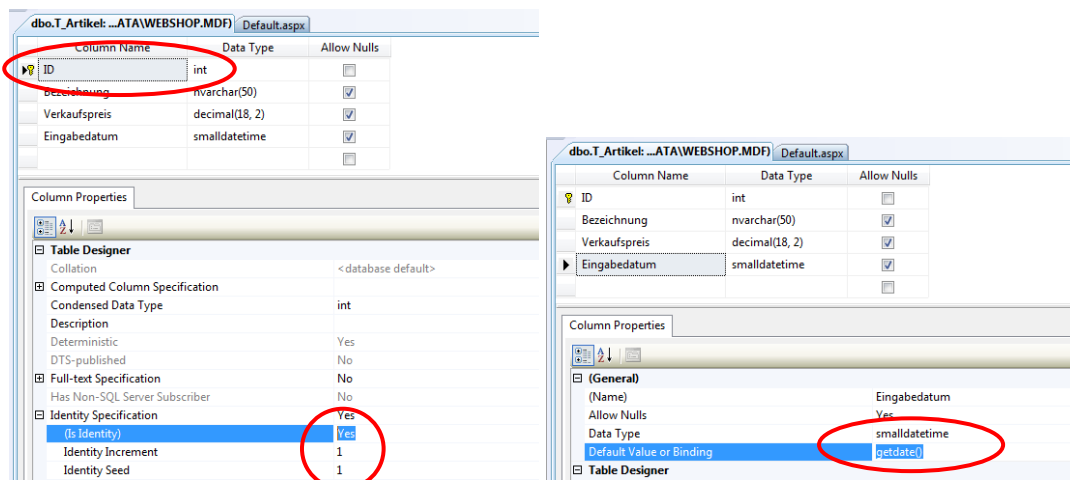 dbo.T_Artikel: ...ATA\WEBSHOP.MDF) Default.aspx
Column Name Data Type Allow Nulls
ID int
Bezeichnung nvarchar(50)
Verkaufspreis decimal(18, 2)
Eingabedatum smalldatetime
Column Properties
Table Designer
Collation <database default>
Computed Column Specification
Condensed Data Type int
Description
Deterministic Yes
DTS-published No
Full-text Specification No
Has Non-SQL Server Subscriber No
Identity Specification Yes
(Is Identity) Yes
Identity Increment 1
Identity Seed 1
dbo.T_Artikel: ...ATA\WEBSHOP.MDF) Default.aspx
Column Name Data Type Allow Nulls
ID int
Bezeichnung nvarchar(50)
Verkaufspreis decimal(18, 2)
Eingabedatum smalldatetime
Column Properties
(General)
(Name) Eingabedatum
Allow Nulls Yes
Data Type smalldatetime
Default Value or Binding getdate()
Table Designer